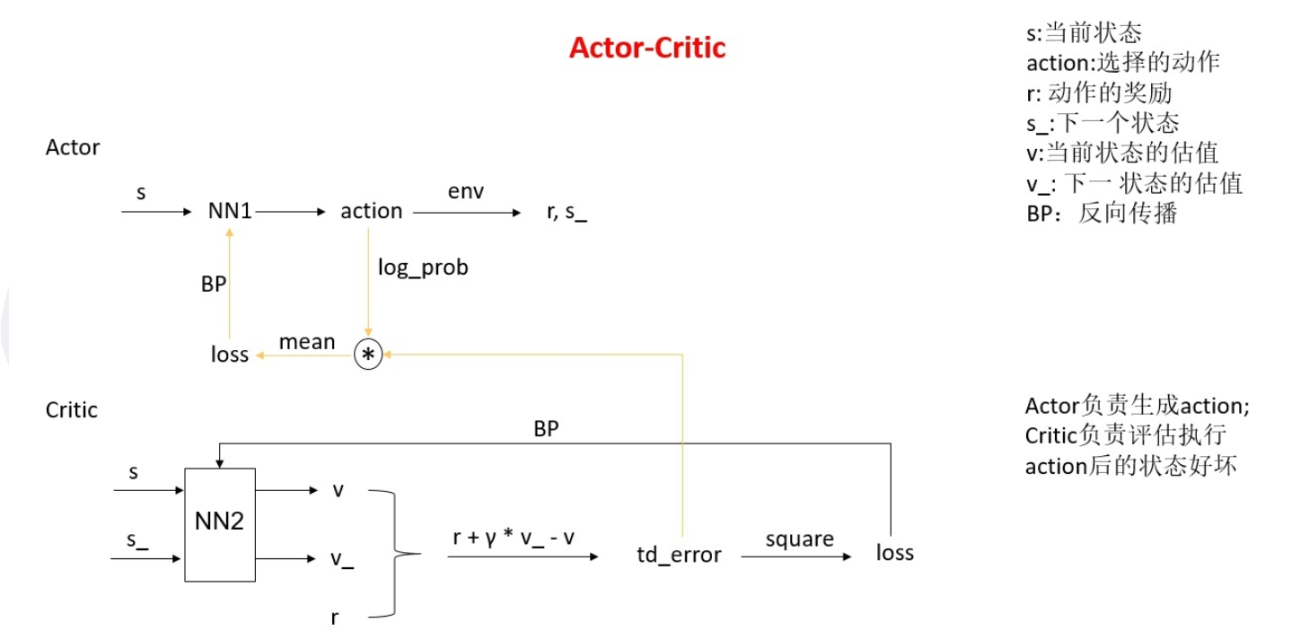 Actor-Critic
s:当前状态
action:选择的动作
r: 动作的奖励
s_:下一个状态
v:当前状态的估值
v_: 下一 状态的估值
BP：反向传播
Actor
s
NN1
action
env
r, s_
BP
log_prob
loss
mean
*
Critic
BP
s
s_
NN2
v
v_
r
r + γ * v_ - v
td_error
square
loss
Actor负责生成action;
Critic负责评估执行
action后的状态好坏